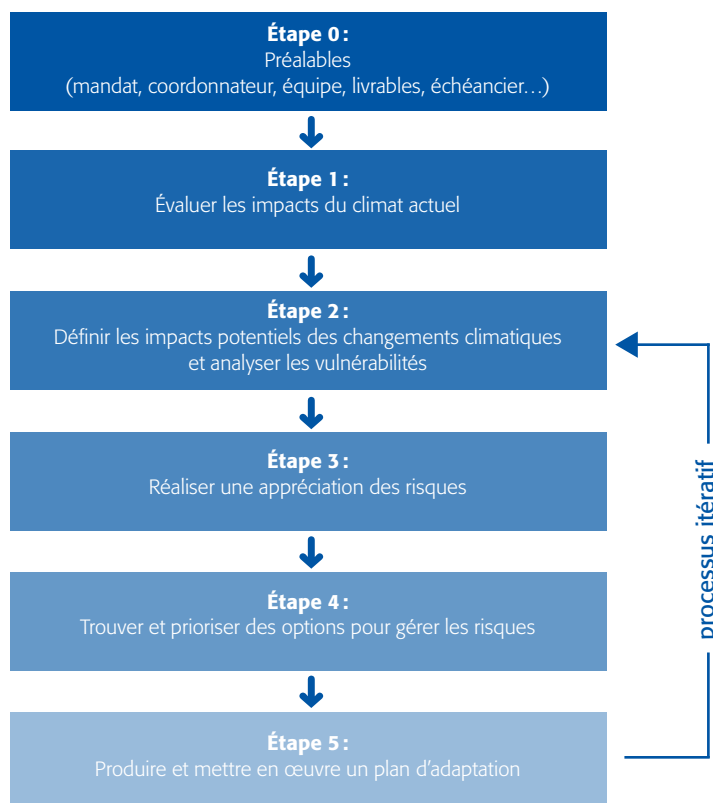 Étape 0 :
Préalables
(mandat, coordonnateur, équipe, livrables, échéancier…)
Étape 1 :
Évaluer les impacts du climat actuel
Étape 2 :
Définir les impacts potentiels des changements climatiques
et analyser les vulnérabilités
Étape 3 :
Réaliser une appréciation des risques
Étape 4 :
Trouver et prioriser des options pour gérer les risques
Étape 5 :
Produire et mettre en œuvre un plan d’adaptation
processus itératif